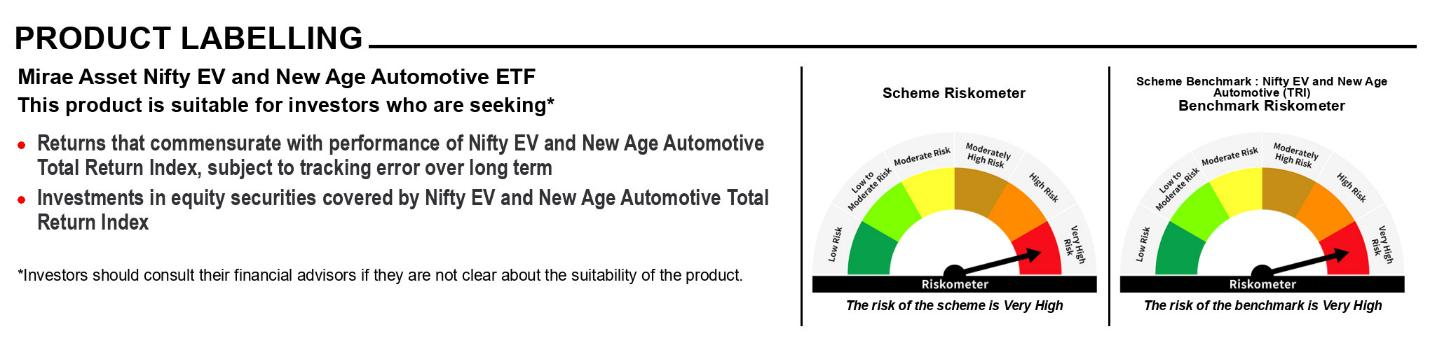 PRODUCT LABELLING
Mirae Asset Nifty EV and New Age Automotive ETF
This product is suitable for investors who are seeking*
Returns that commensurate with performance of Nifty EV and New Age Automotive
Total Return Index, subject to tracking error over long term
Investments in equity securities covered by Nifty EV and New Age Automotive Total
Return Index
*Investors should consult their financial advisors if they are not clear about the suitability of the product.
Scheme Riskometer
Low Risk
Low to
Moderate Risk
Moderate Risk
Moderately
High Risk
High Risk
Very High
Risk
Riskometer
The risk of the scheme is Very High
Scheme Benchmark : Nifty EV and New Age
Automotive (TRI)
Benchmark Riskometer
Low Risk
Low to
Moderate Risk
Moderate Risk
Moderately
High Risk
High Risk
Very High
Risk
Riskometer
The risk of the benchmark is Very High